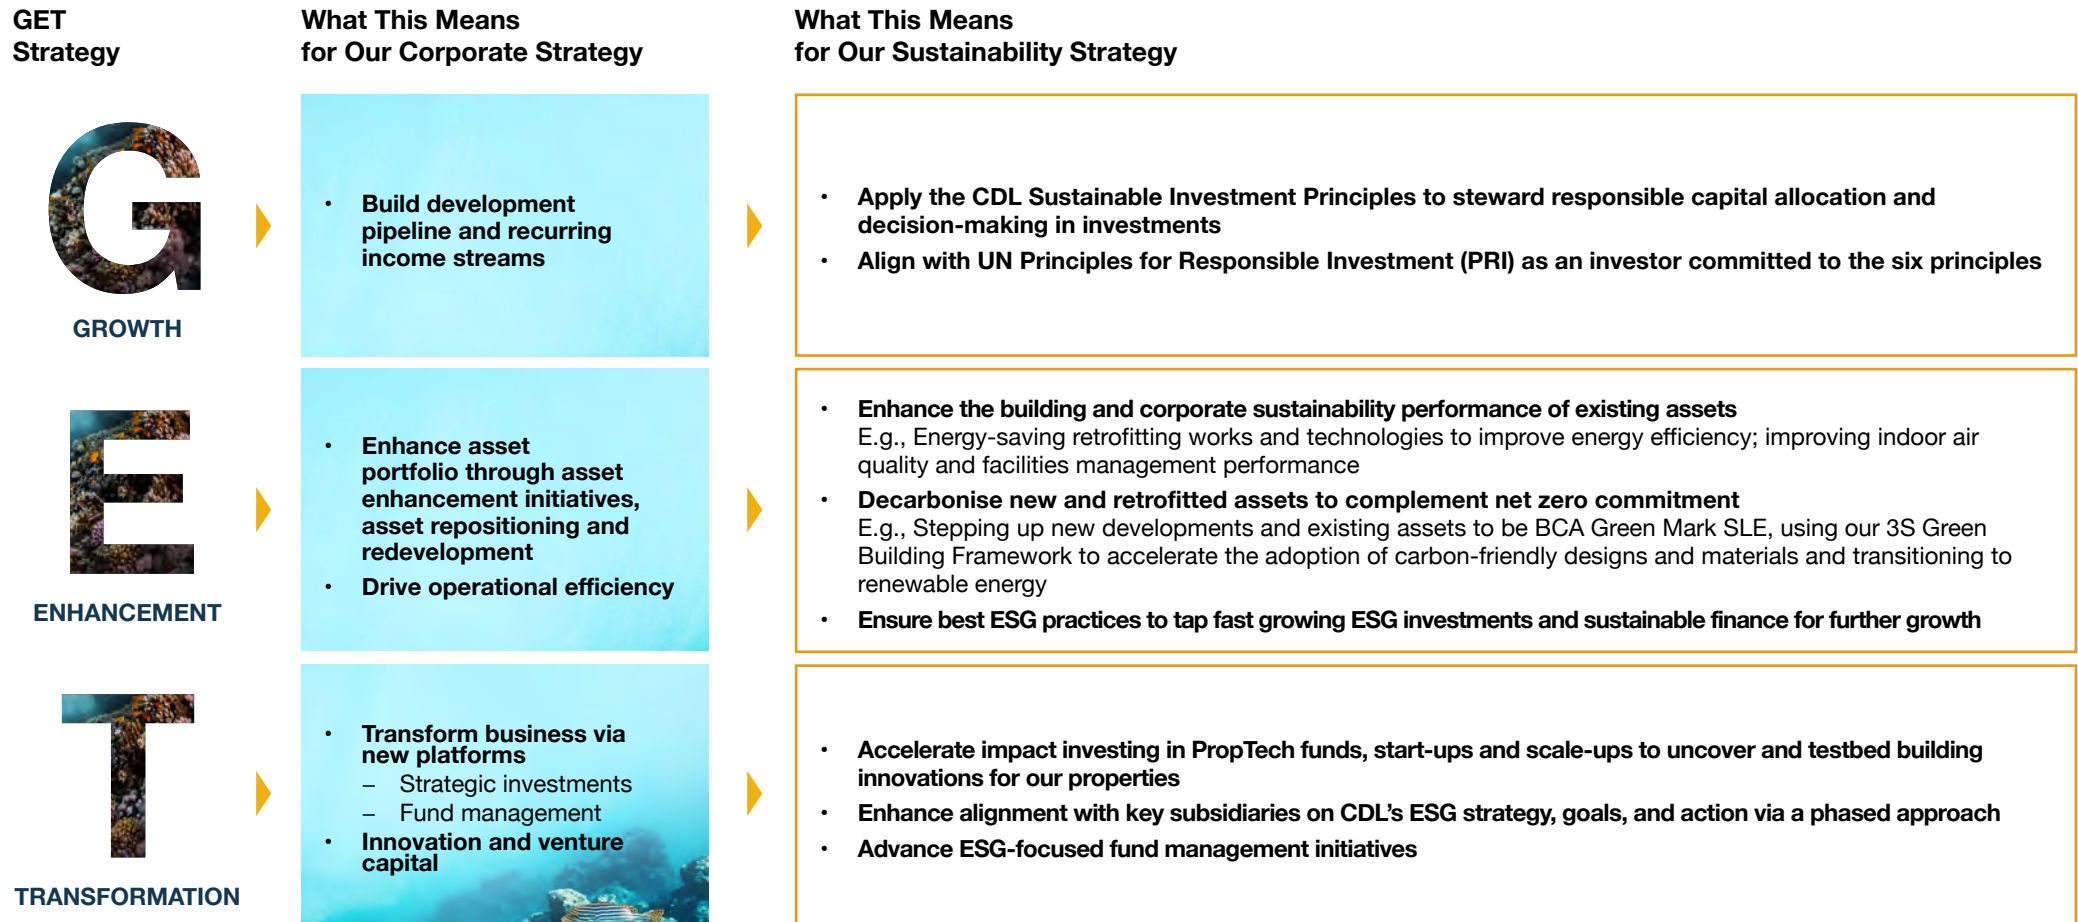 GET
Strategy
What This Means
for Our Corporate Strategy
What This Means
for Our Sustainability Strategy
G
GROWTH
• Build development
pipeline and recurring
income streams
• Apply the CDL Sustainable Investment Principles to steward responsible capital allocation and
decision-making in investments
• Align with UN Principles for Responsible Investment (PRI) as an investor committed to the six principles
E
ENHANCEMENT
• Enhance asset
portfolio through asset
enhancement initiatives,
asset repositioning and
redevelopment
• Drive operational efficiency
• Enhance the building and corporate sustainability performance of existing assets
E.g., Energy-saving retrofitting works and technologies to improve energy efficiency; improving indoor air
quality and facilities management performance
• Decarbonise new and retrofitted assets to complement net zero commitment
E.g., Stepping up new developments and existing assets to be BCA Green Mark SLE, using our 3S Green
Building Framework to accelerate the adoption of carbon-friendly designs and materials and transitioning to
renewable energy
• Ensure best ESG practices to tap fast growing ESG investments and sustainable finance for further growth
T
TRANSFORMATION
• Transform business via
new platforms
– Strategic investments
– Fund management
• Innovation and venture
capital
• Accelerate impact investing in PropTech funds, start-ups and scale-ups to uncover and testbed building
innovations for our properties
• Enhance alignment with key subsidiaries on CDL’s ESG strategy, goals, and action via a phased approach
• Advance ESG-focused fund management initiatives